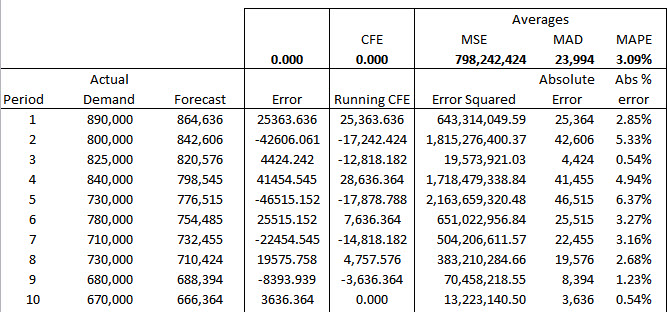 Averages
CFE MSE MAD MAPE
0.000 0.000 798,242,424 23,994 3.09%
Actual Absolute Abs %
Period Demand Forecast Error Running CFE Error Squared Error error
1 890,000 864,636 25363.636 25,363.636 643,314,049.59 25,364 2.85%
2 800,000 842,606 -42606.061 -17,242.424 1,815,276,400.37 42,606 5.33%
3 825,000 820,576 4424.242 -12,818.182 19,573,921.03 4,424 0.54%
4 840,000 798,545 41454.545 28,636.364 1,718,479,338.84 41,455 4.94%
5 730,000 776,515 -46515.152 -17,878.788 2,163,659,320.48 46,515 6.37%
6 780,000 754,485 25515.152 7,636.364 651,022,956.84 25,515 3.27%
7 710,000 732,455 -22454.545 -14,818.182 504,206,611.57 22,455 3.16%
8 730,000 710,424 19575.758 4,757.576 383,210,284.66 19,576 2.68%
9 680,000 688,394 -8393.939 -3,636.364 70,458,218.55 8,394 1.23%
10 670,000 666,364 3636.364 0.000 13,223,140.50 3,636 0.54%